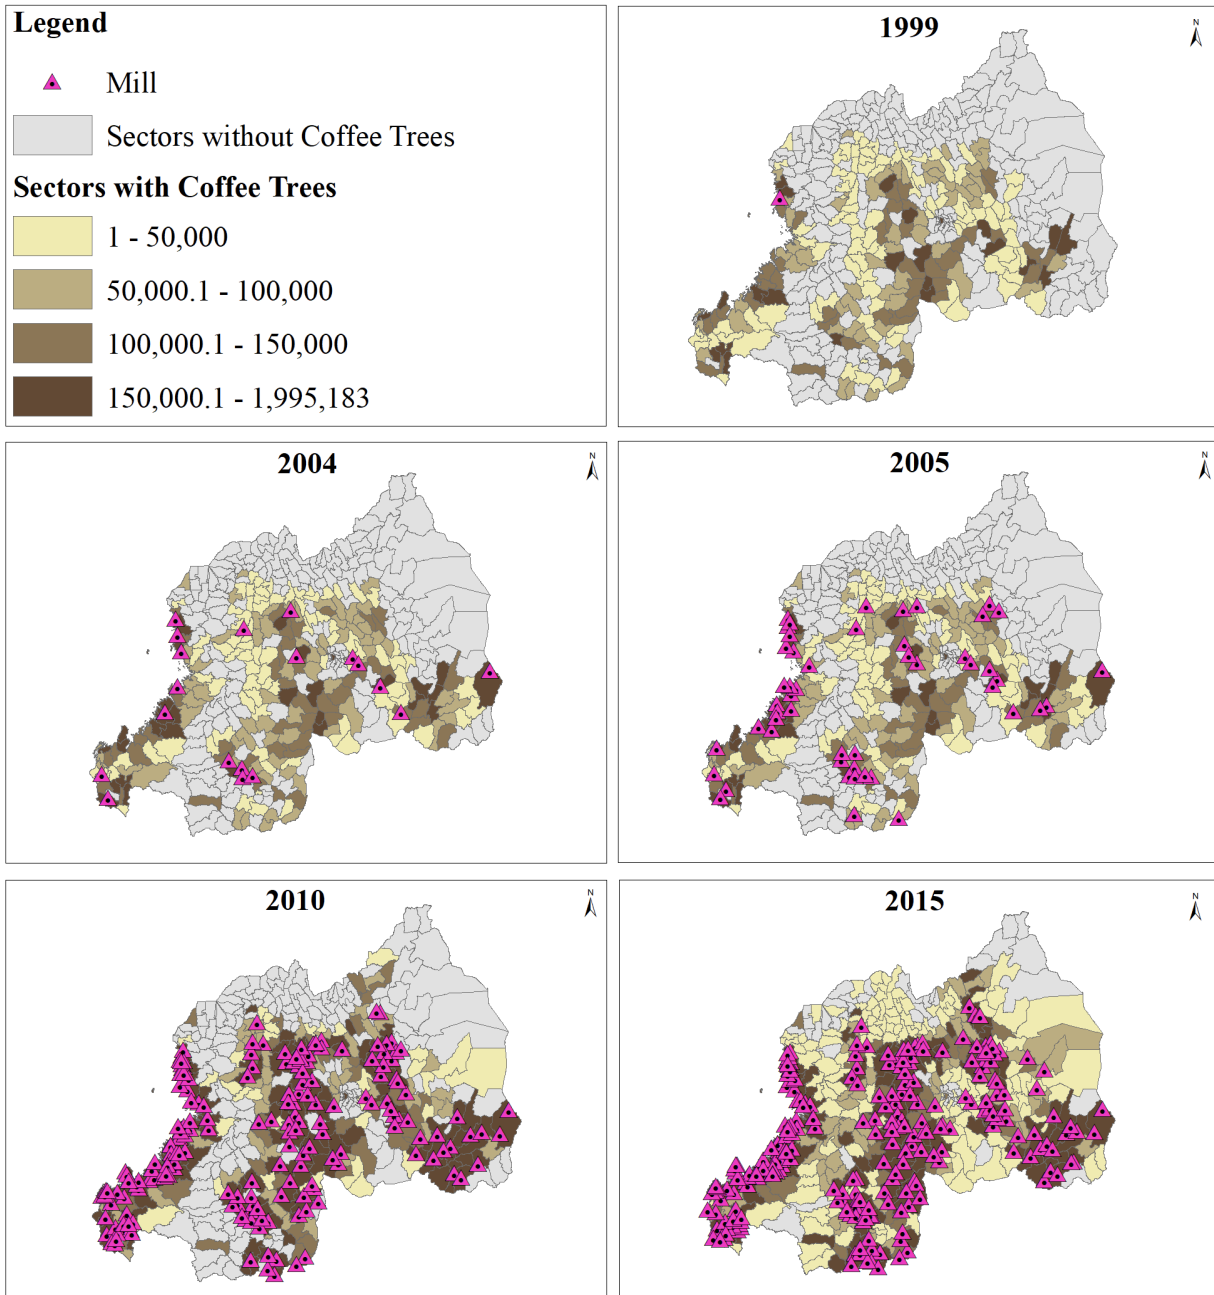 Legend
Mill
Sectors without Coffee Trees
Sectors with Coffee Trees
1 - 50,000
50,000.1 - 100,000
100,000.1 - 150,000
150,000.1 - 1,995,183
1999
N
2004
N
2005
N
2010
N
2015
N